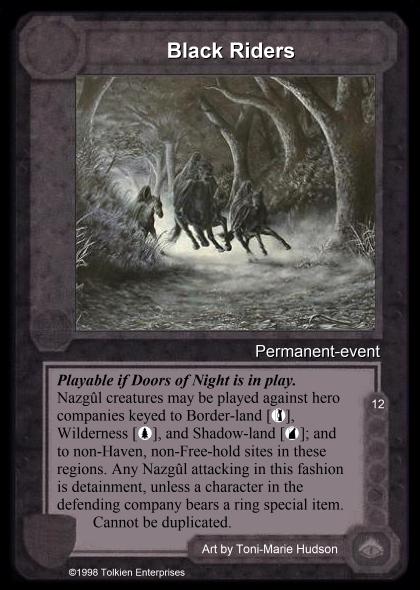 Black Riders
Permanent-event
Playable if Doors of Night is in play.
Nazgûl creatures may be played against hero
companies keyed to Border-land [ ],
Wilderness [ ], and Shadow-land [ ]; and
to non-Haven, non-Free-hold sites in these
regions. Any Nazgûl attacking in this fashion
is detainment, unless a character in the
defending company bears a ring special item.
Cannot be duplicated.
12
Art by Toni-Marie Hudson
©1998 Tolkien Enterprises